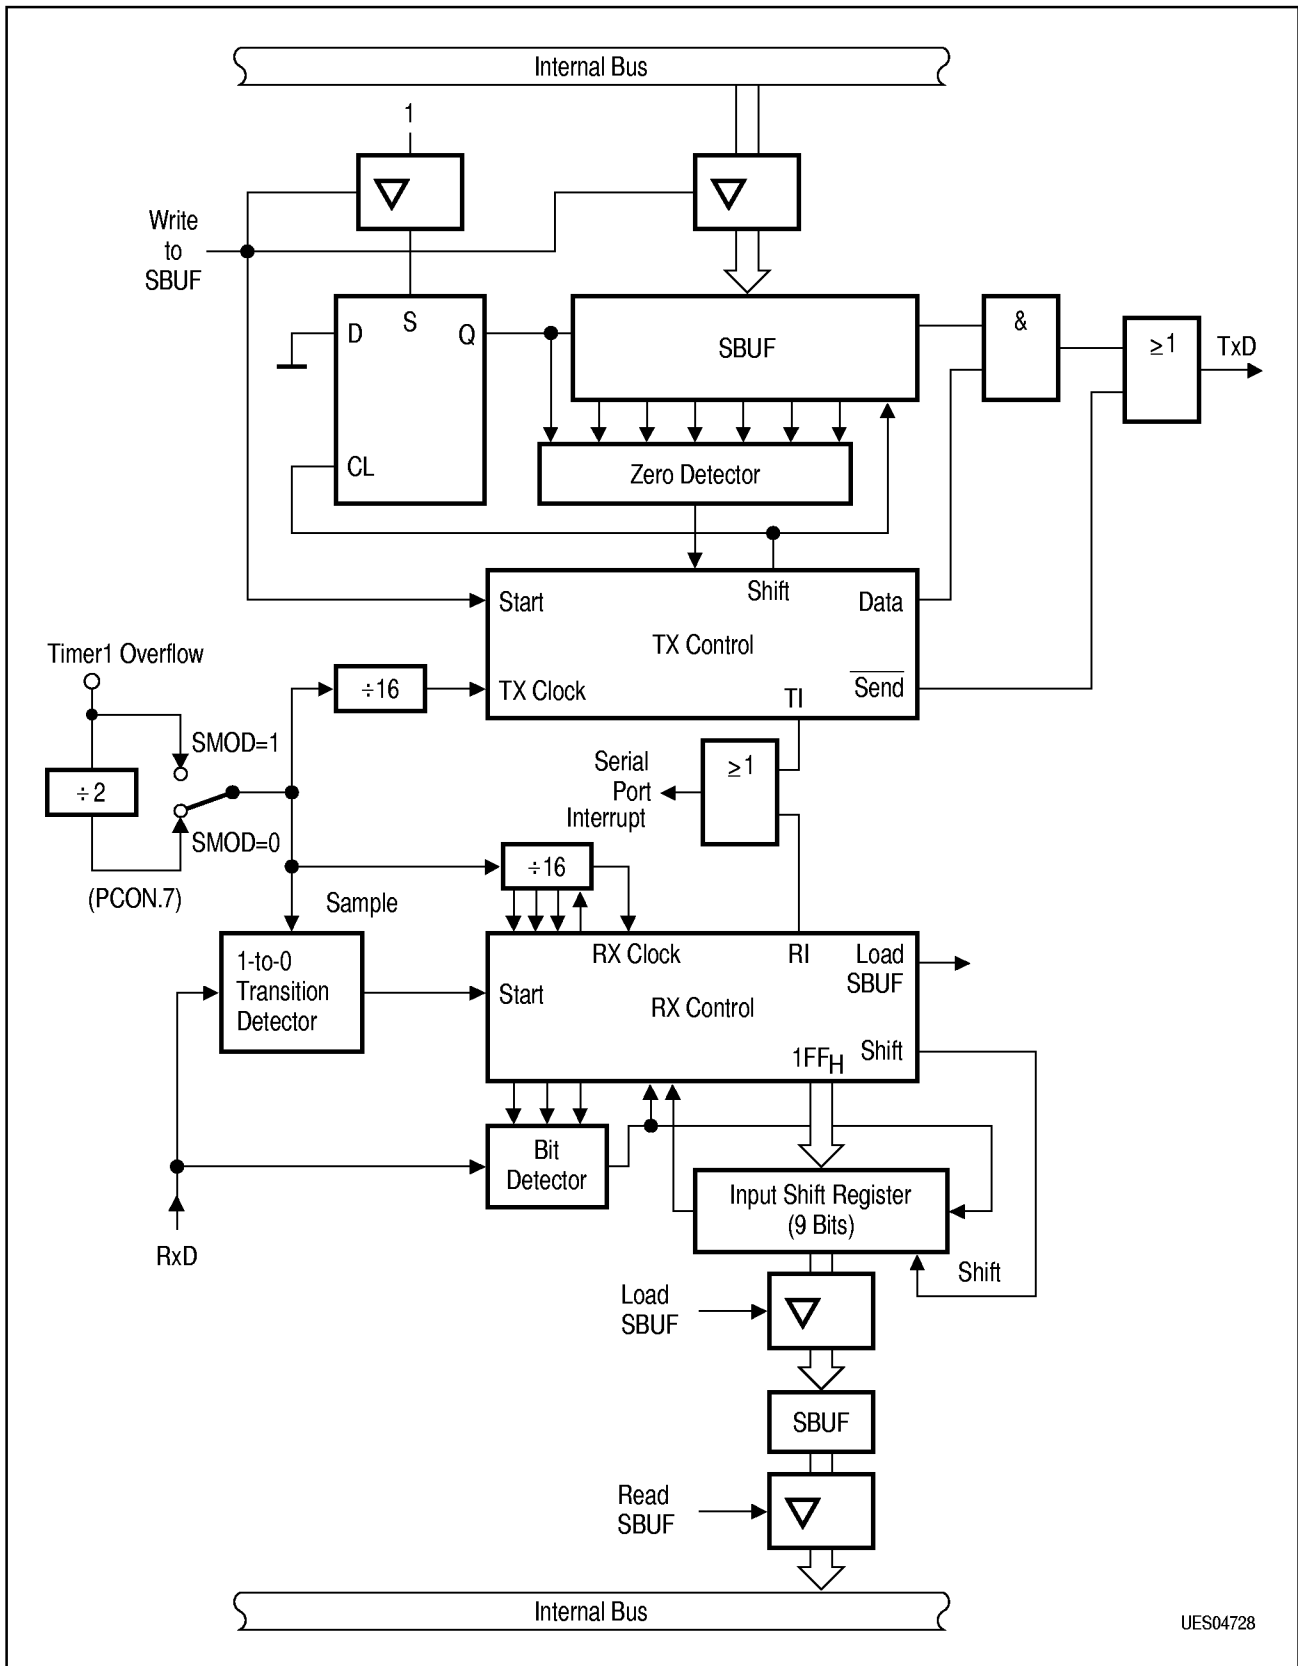 Internal Bus
1
Write
to
SBUF
D
S
Q
CL
SBUF
&
≥1
TxD
Zero Detector
Start
Shift
Data
TX Control
TX Clock
Send
TI
Timer1 Overflow
÷16
SMOD=1
÷2
SMOD=0
(PCON.7)
Serial
Port
Interrupt
≥1
÷16
Sample
1-to-0
Transition
Detector
RX Clock
RI
Load
SBUF
Start
RX Control
1FFH
Shift
Bit
Detector
RxD
Input Shift Register
(9 Bits)
Shift
Load
SBUF
SBUF
Read
SBUF
Internal Bus
UES04728